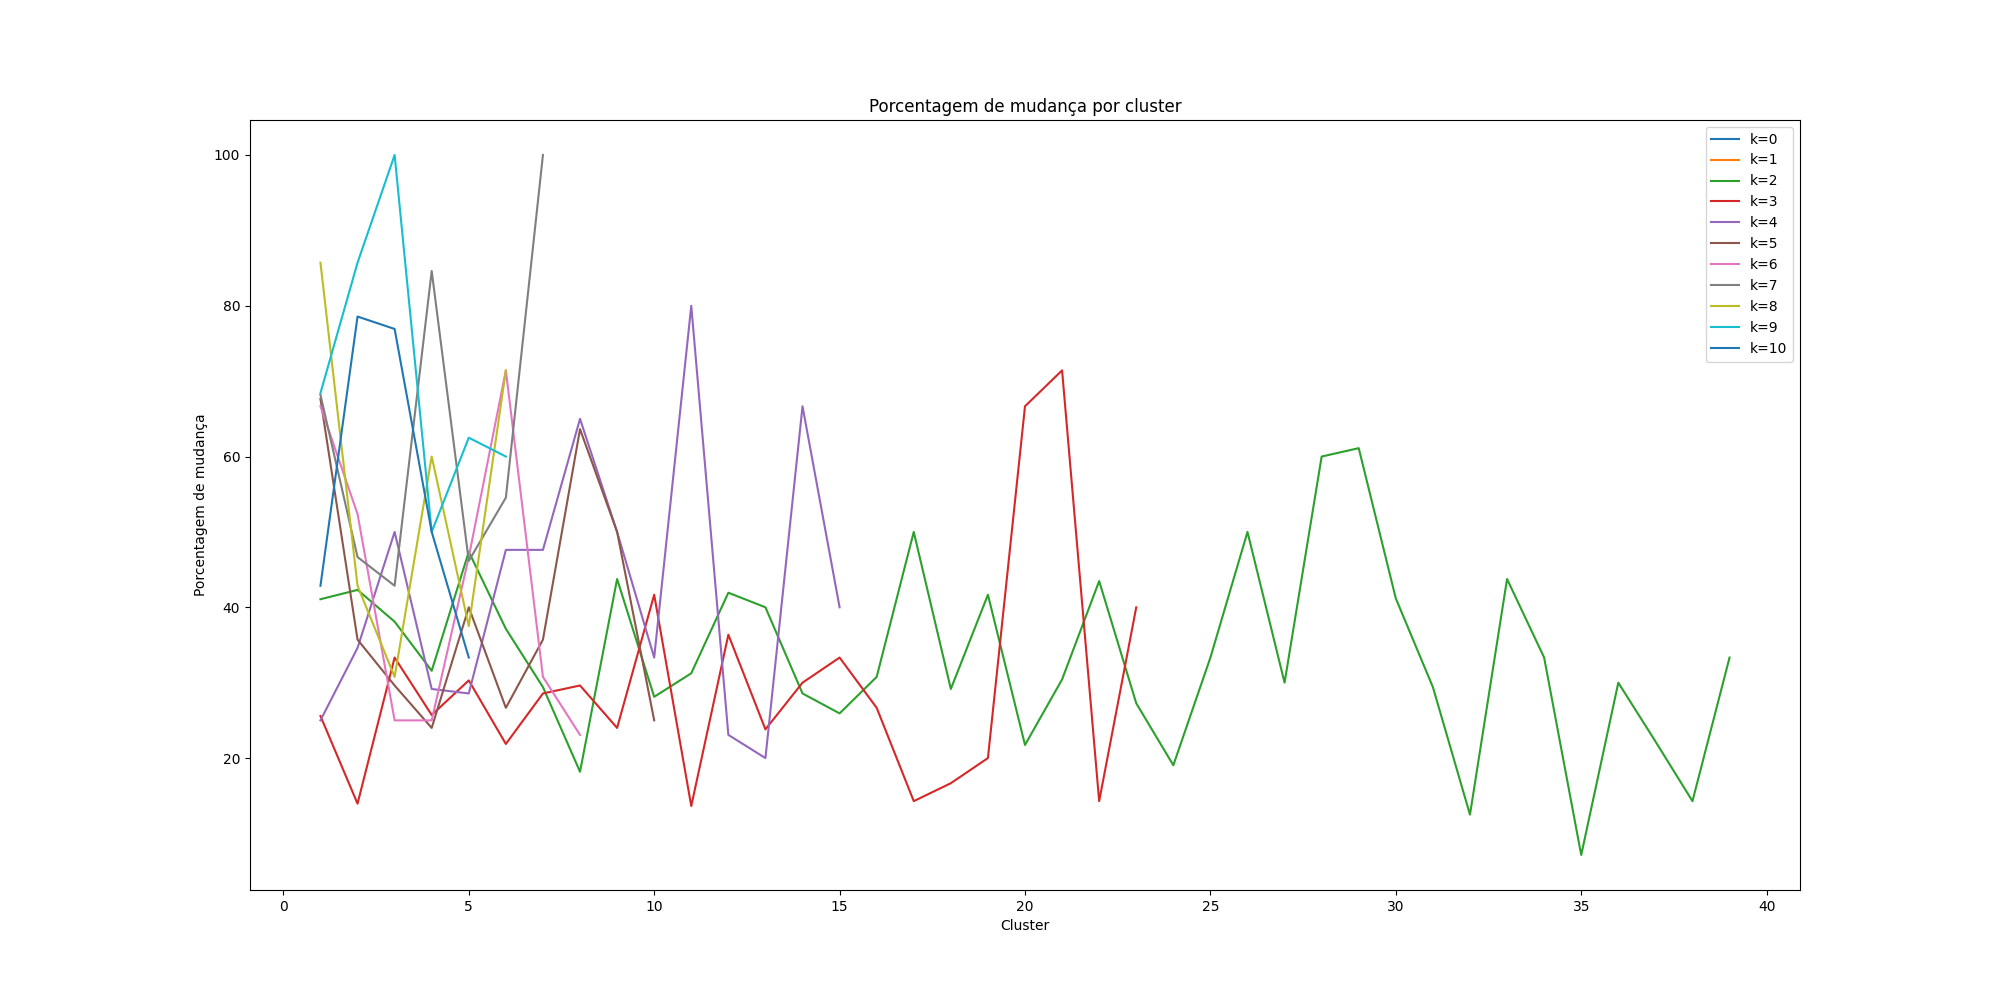 Porcentagem de mudança por cluster
k=0
k=1
k=2
k=3
k=4
k=5
k=6
k=7
k=8
k=9
k=10
Porcentagem de mudança
100
80
60
40
20
0 5 10 15 20 25 30 35 40
Cluster